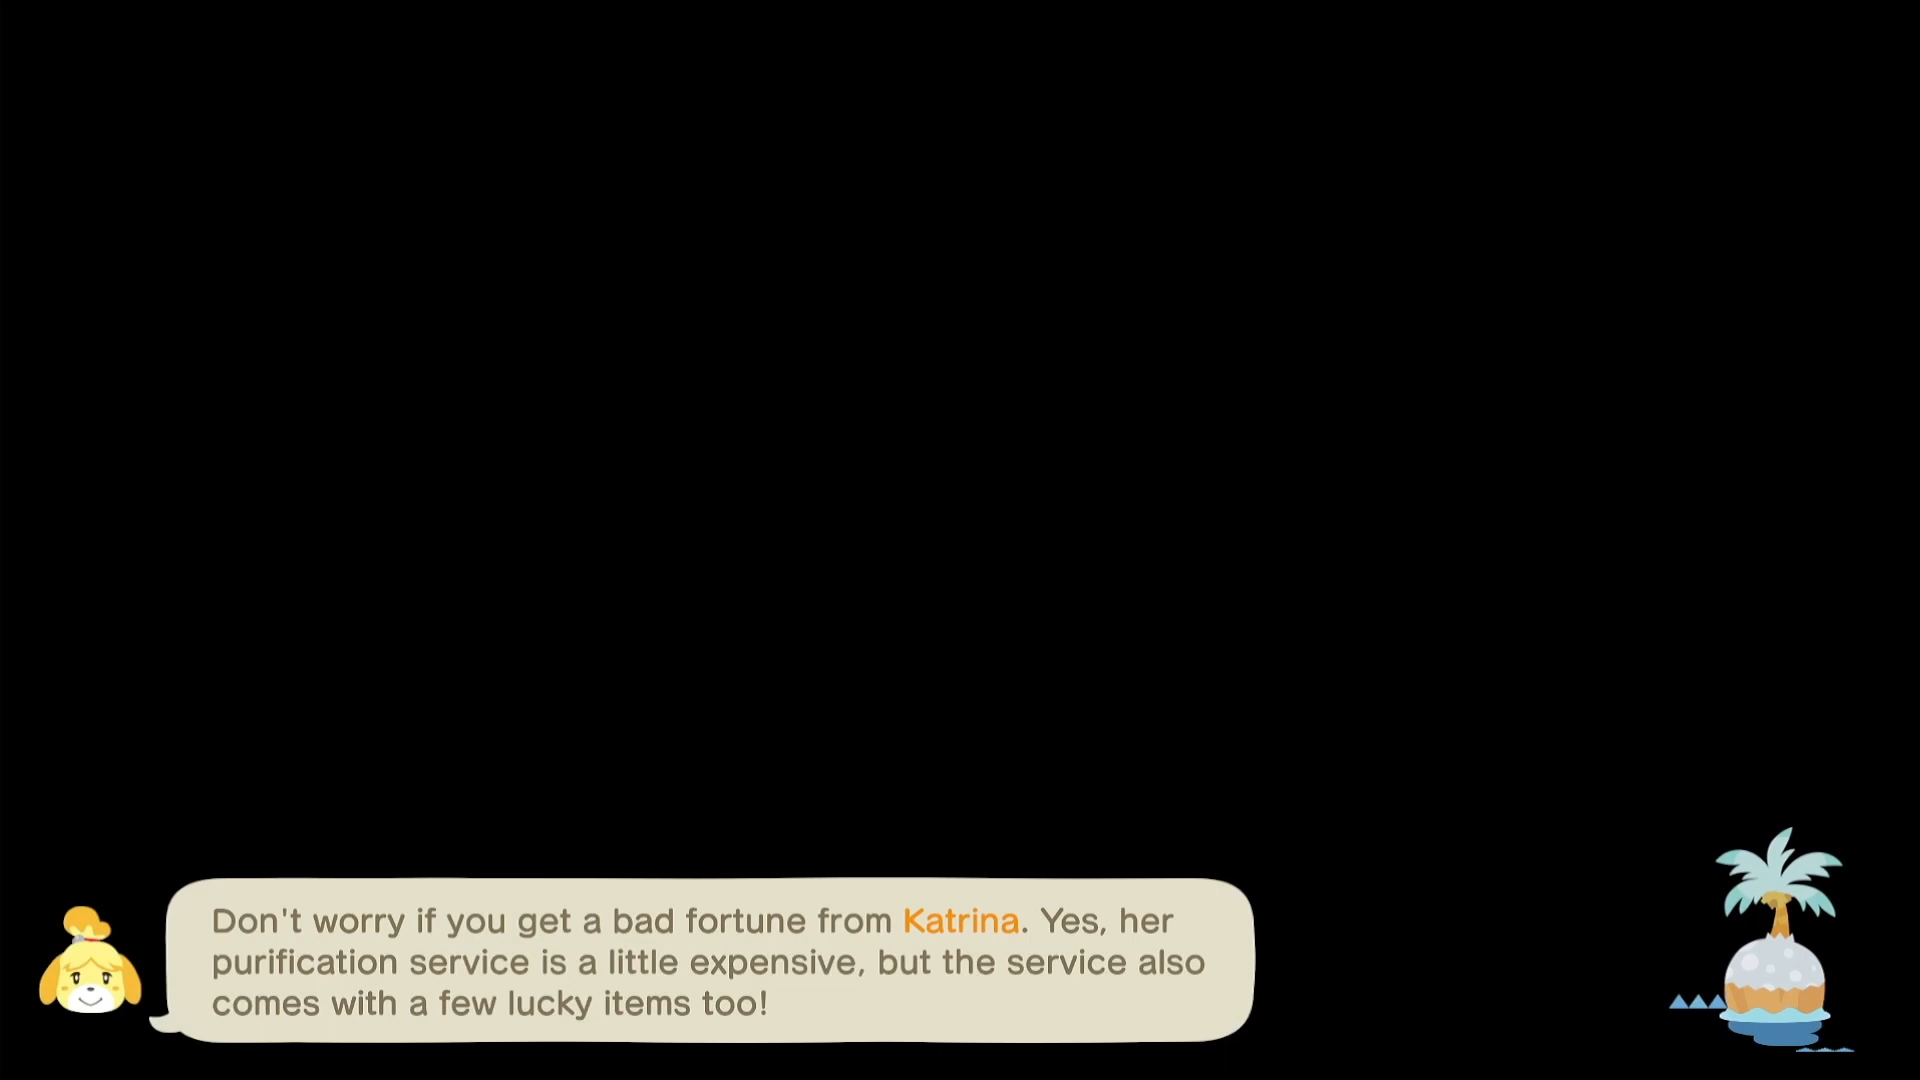 Don't worry if you get a bad fortune from Katrina. Yes, her
purification service is a little expensive, but the service also
comes with a few lucky items too!